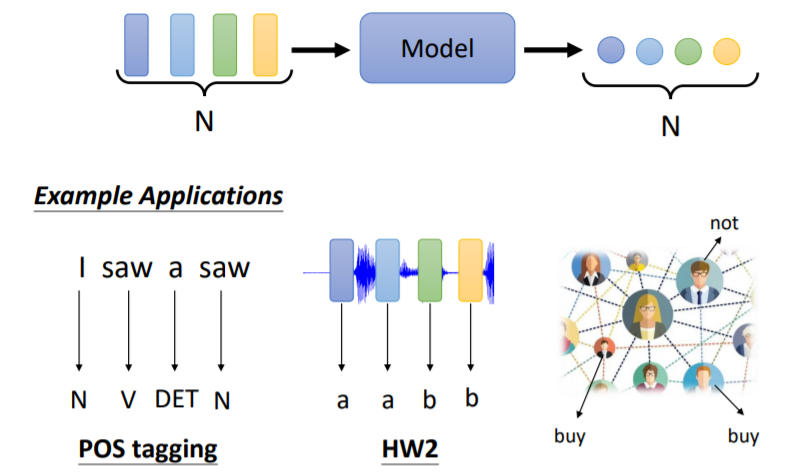 Model
N
N
Example Applications
not
I saw a saw
N V DET N
a a b b
buy
buy
POS tagging
HW2